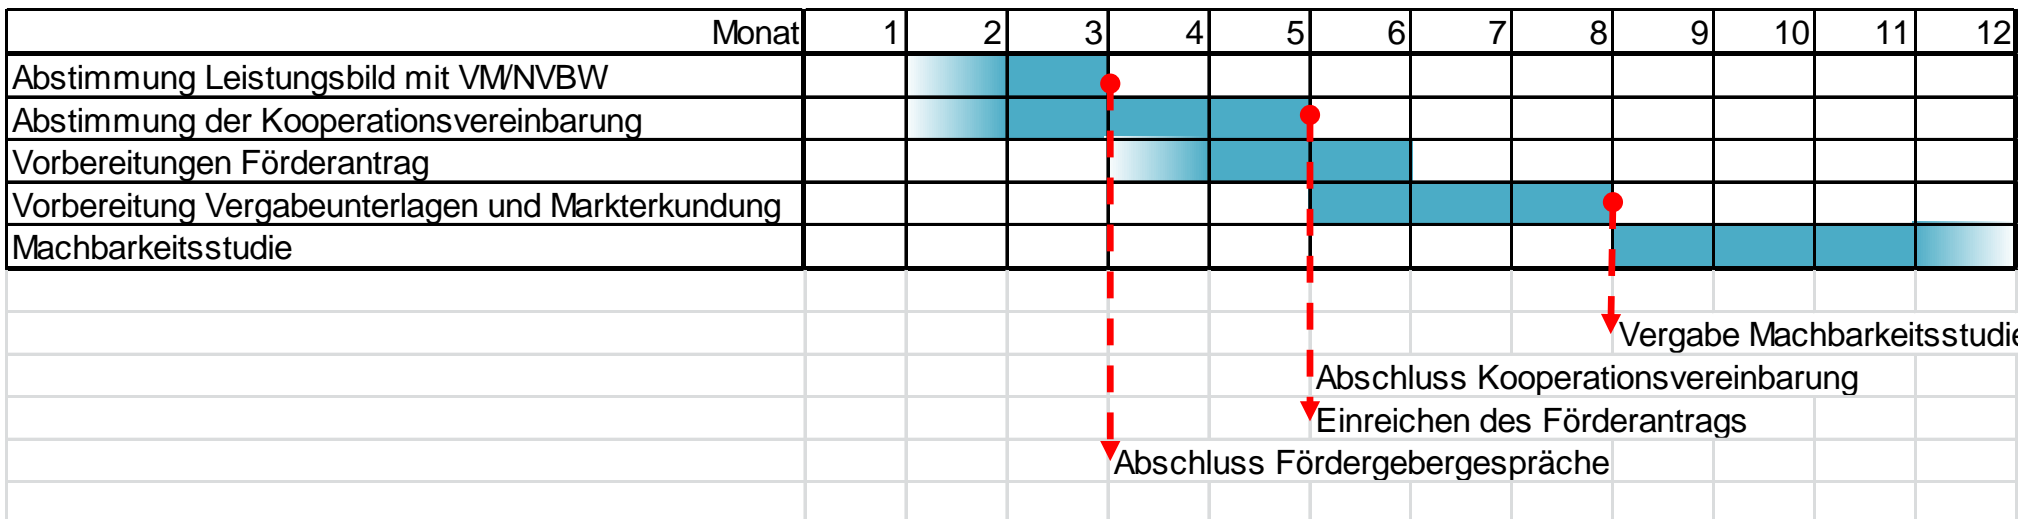 Monat 1 2 3 4 5 6 7 8 9 10 11 12
Abstimmung Leistungsbild mit VM/NVBW
Abstimmung der Kooperationsvereinbarung
Vorbereitungen Förderantrag
Vorbereitung Vergabeunterlagen und Markterkundung
Machbarkeitsstudie
Vergabe Machbarkeitsstudie
Abschluss Kooperationsvereinbarung
Einreichen des Förderantrags
Abschluss Fördergebergespräche